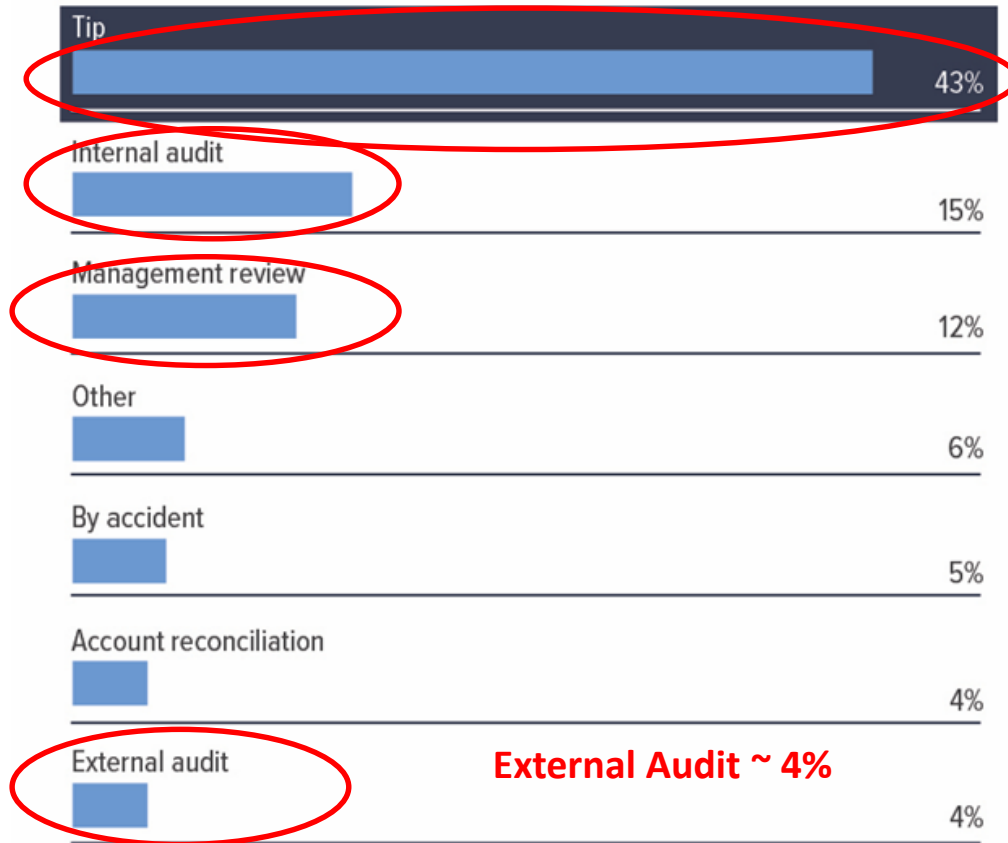 Tip
43%
Internal audit
15%
Management review
12%
Other
6%
By accident
5%
Account reconciliation
4%
External audit
External Audit ~ 4%
4%